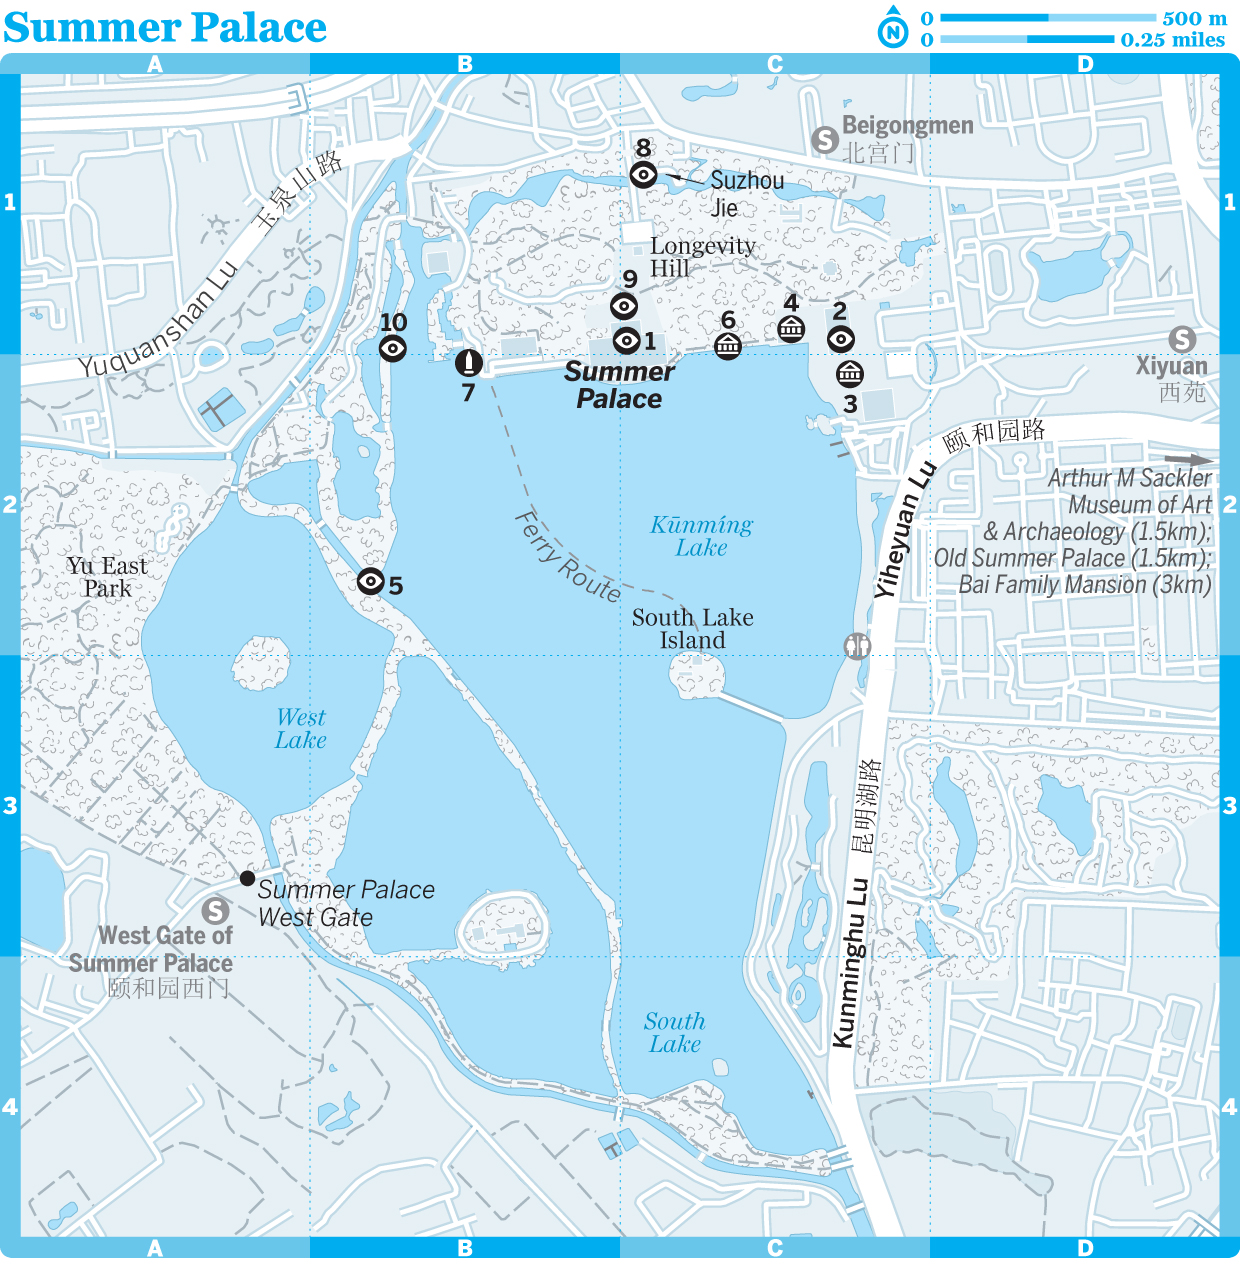 Summer Palace
N
0 500 m
0 0.25 miles
A B C D
1
1
2
2
3
3
4
4
Beigongmen
北宫门
S
8
Suzhou
Jie
玉泉山路
Yuquanshan Lu
Longevity
Hill
9
10
1
6
4
2
7
3
Summer
Palace
S
Xiyuan
西苑
颐和园路
Yiheyuan Lu
Arthur M Sackler
Museum of Art
& Archaeology (1.5km);
Old Summer Palace (1.5km);
Bai Family Mansion (3km)
Kūnmíng
Lake
Ferry Route
Yu East
Park
5
South Lake
Island
West
Lake
昆明湖路
Kunminghu Lu
Summer Palace
West Gate
S
West Gate of
Summer Palace
颐和园西门
South
Lake
A B C D